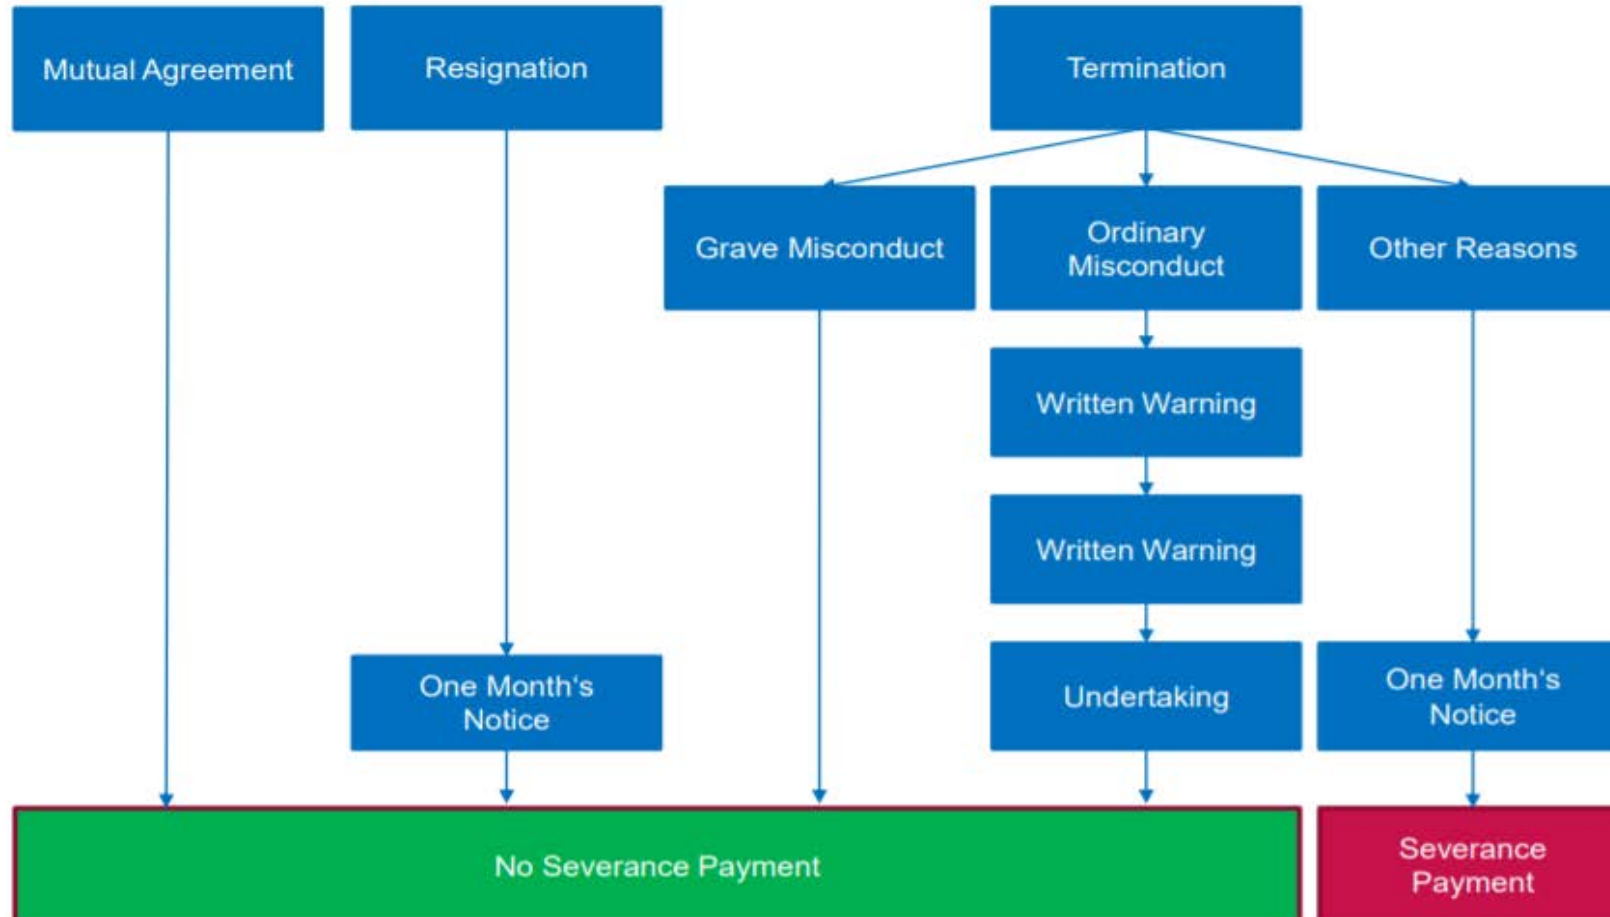 Mutual Agreement
Resignation
Termination
Grave Misconduct
Ordinary
Misconduct
Other Reasons
Written Warning
Written Warning
One Month‘s
Notice
Undertaking
One Month's
Notice
No Severance Payment
Severance
Payment